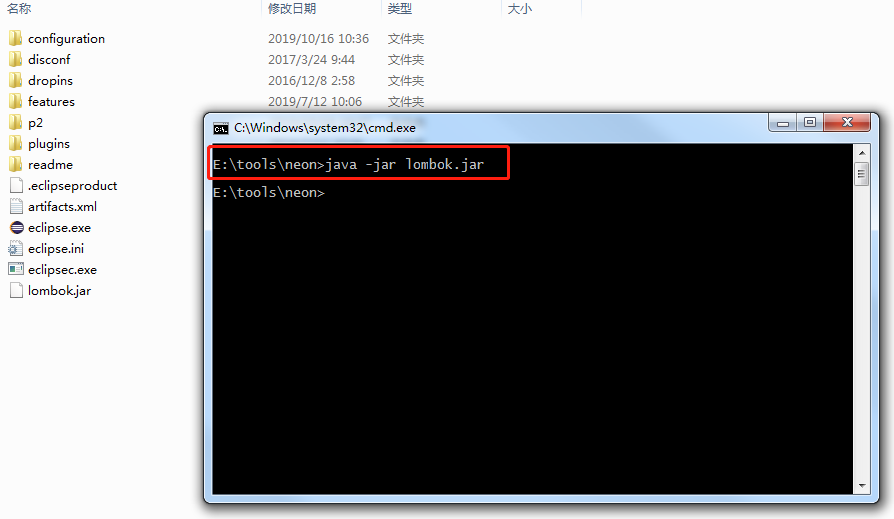 名称 修改日期 类型 大小
configuration 2019/10/16 10:36 文件夹
disconf 2017/3/24 9:44 文件夹
dropins 2016/12/8 2:58 文件夹
features 2019/7/12 10:06 文件夹
p2
plugins
readme
.eclipseproduct
artifacts.xml
eclipse.exe
eclipse.ini
eclipsec.exe
lombok.jar
C:\Windows\system32\cmd.exe
E:\tools\neon>java -jar lombok.jar
E:\tools\neon>